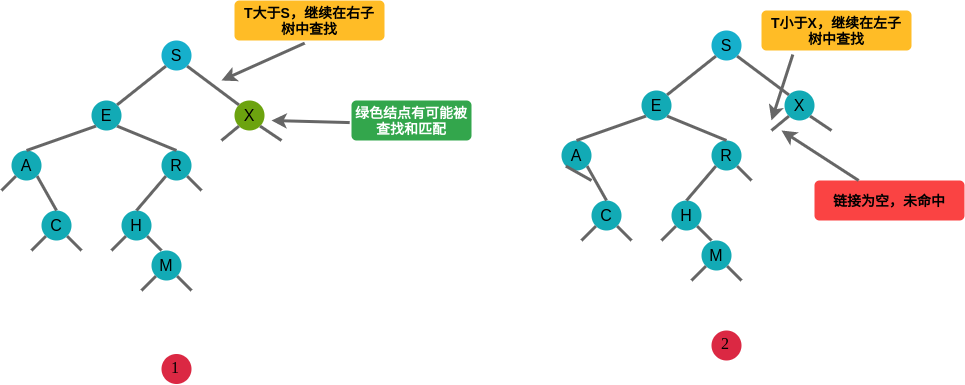 T大于S，继续在右子
树中查找
S
E
X
绿色结点有可能被
查找和匹配
A
R
C
H
M
1
T小于X，继续在左子
树中查找
S
E
X
A
R
链接为空，未命中
C
H
M
2